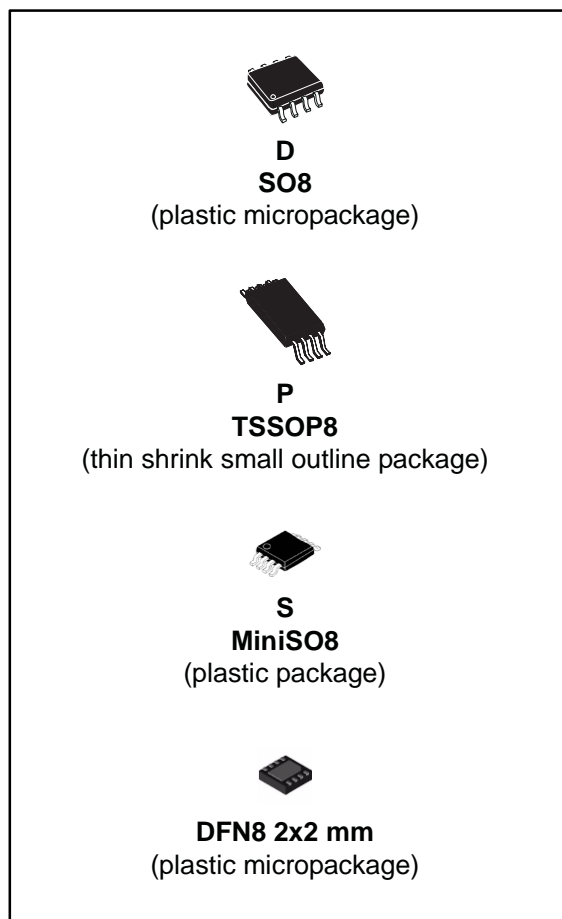 D
SO8
(plastic micropackage)
P
TSSOP8
(thin shrink small outline package)
S
MiniSO8
(plastic package)
DFN8 2x2 mm
(plastic micropackage)